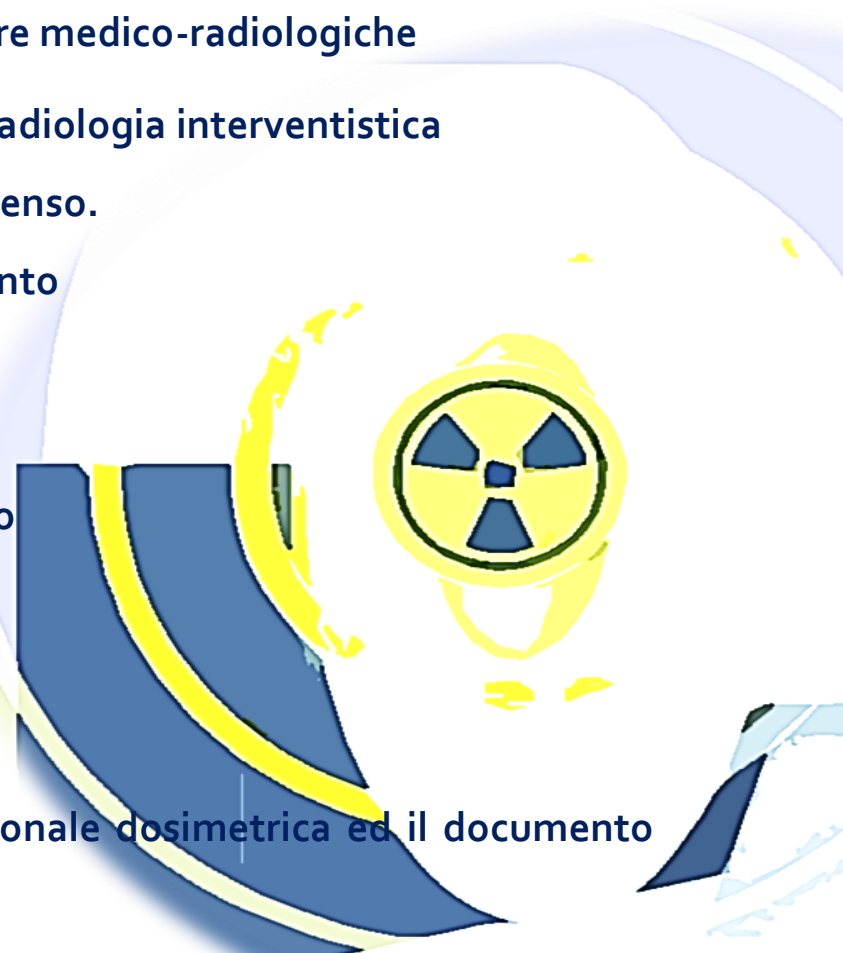 re medico-radiologiche
adiologia interventistica
enso.
nto
o
onale dosimetrica ed il documento